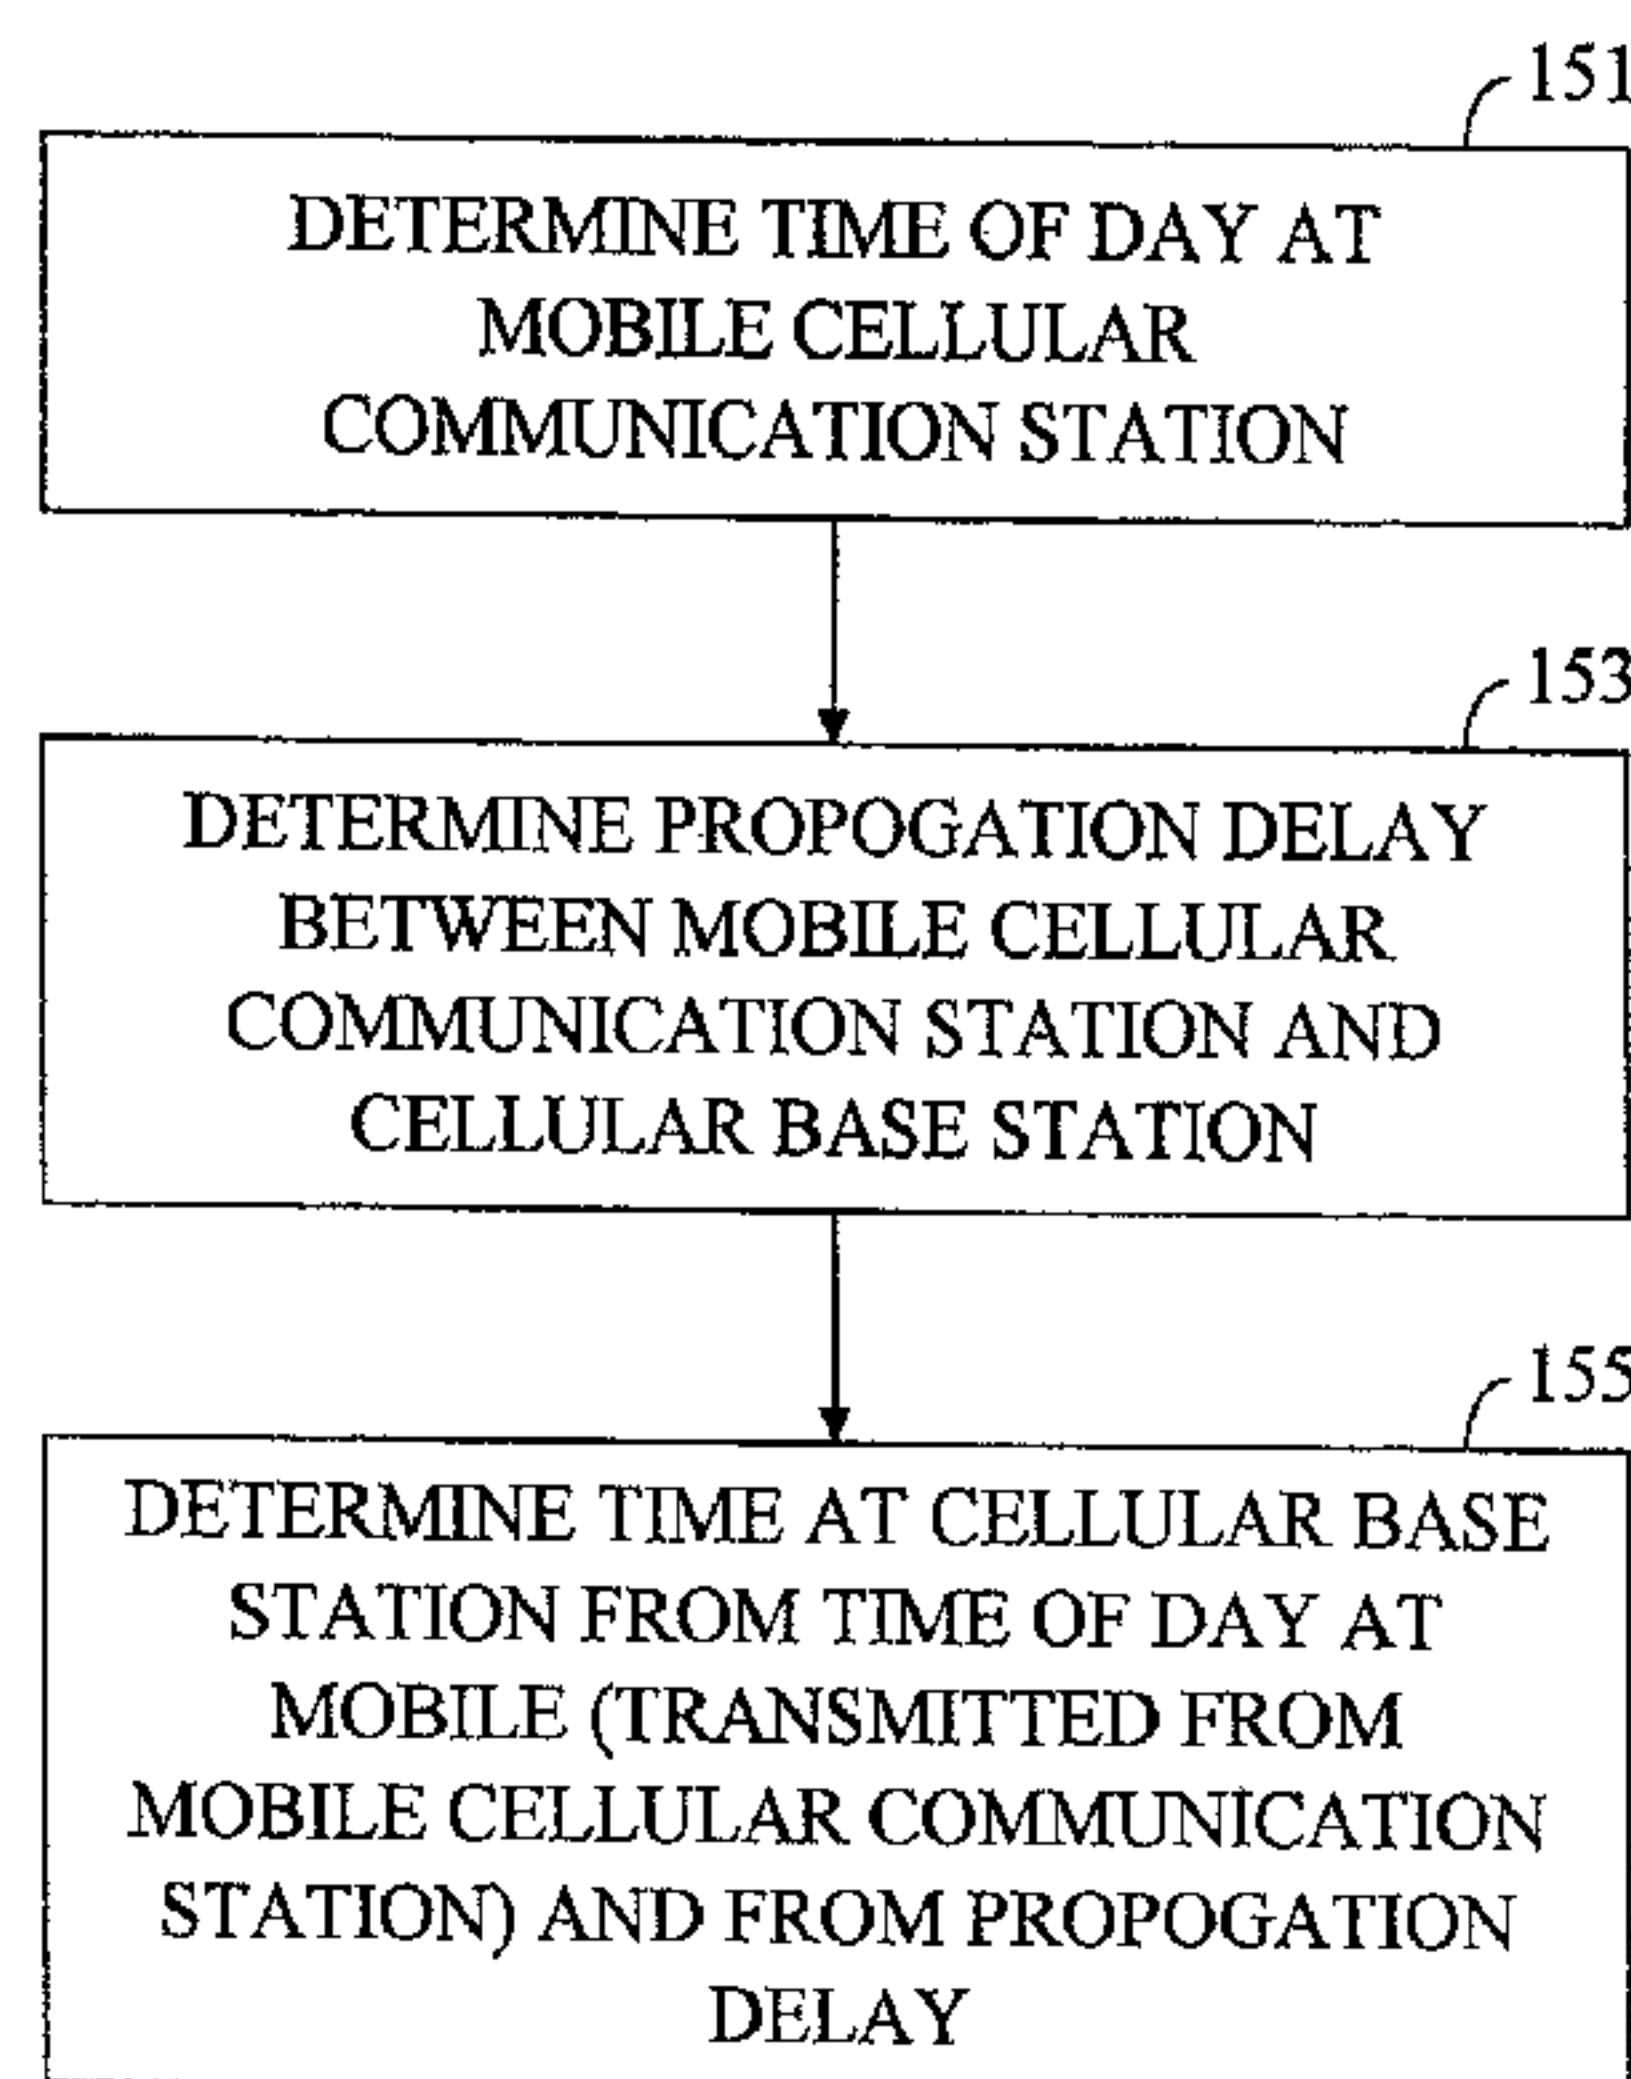 151
DETERMINE TIME OF DAY AT
MOBILE CELLULAR
COMMUNICATION STATION
153
DETERMINE PROPOGATION DELAY
BETWEEN MOBILE CELLULAR
COMMUNICATION STATION AND
CELLULAR BASE STATION
155
DETERMINE TIME AT CELLULAR BASE
STATION FROM TIME OF DAY AT
MOBILE (TRANSMITTED FROM
MOBILE CELLULAR COMMUNICATION
STATION) AND FROM PROPOGATION
DELAY